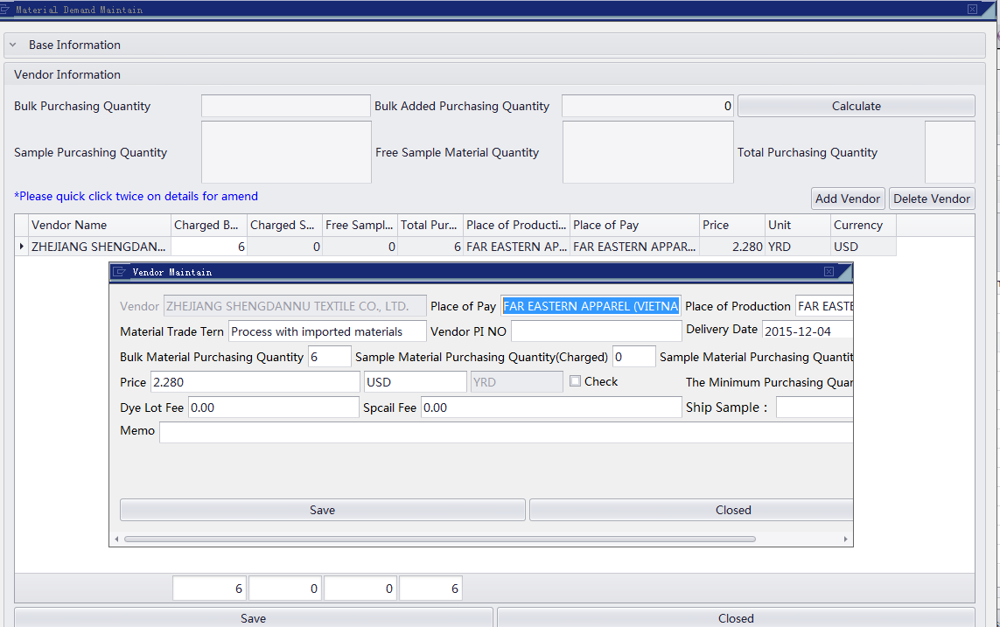 Material Demand Maintain
Base Information
Vendor Information
Bulk Purchasing Quantity Bulk Added Purchasing Quantity 0 Calculate
Sample Purcashing Quantity Free Sample Material Quantity Total Purchasing Quantity
*Please quick click twice on details for amend
Add Vendor Delete Vendor
Vendor Name Charged B... Charged S... Free Sampl... Total Pur... Place of Producti... Place of Pay Price Unit Currency
ZHEJIANG SHENGDAN... 6 0 0 6 FAR EASTERN AP... FAR EASTERN APPAR... 2.280 YRD USD
Vendor Maintain
Vendor ZHEJIANG SHENGDANNU TEXTILE CO., LTD. Place of Pay FAR EASTERN APPAREL (VIETNA Place of Production FAR EASTE
Material Trade Tern Process with imported materials Vendor PI NO Delivery Date 2015-12-04
Bulk Material Purchasing Quantity 6 Sample Material Purchasing Quantity(Charged) 0 Sample Material Purchasing Quantit
Price 2.280 USD YRD Check The Minimum Purchasing Quar
Dye Lot Fee 0.00 Spcail Fee 0.00 Ship Sample :
Memo
Save Closed
6 0 0 6
Save Closed